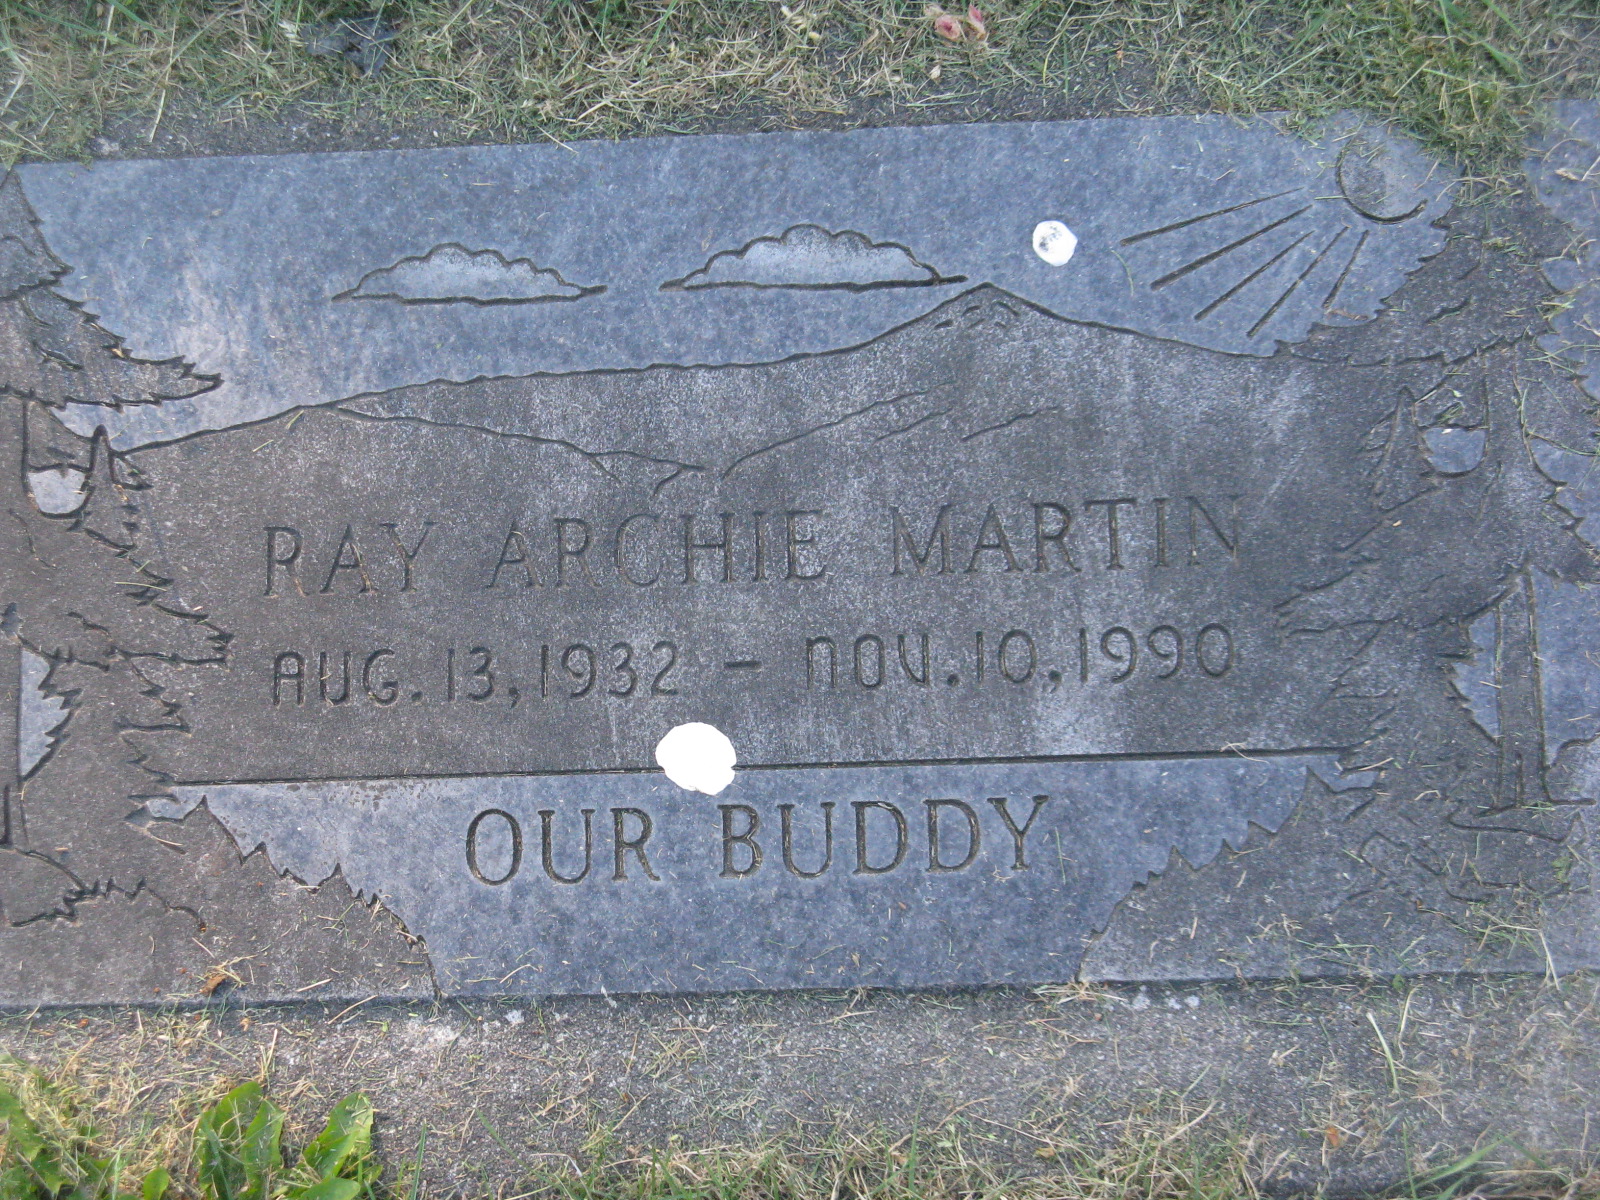 RAY ARCHIE MARTIN
AUG. 13, 1932 – NOV. 10, 1990
OUR BUDDY